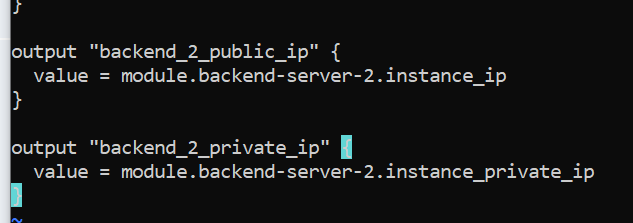 }
output "backend_2_public_ip" {
  value = module.backend-server-2.instance_ip
}
output "backend_2_private_ip" {
  value = module.backend-server-2.instance_private_ip
}
~